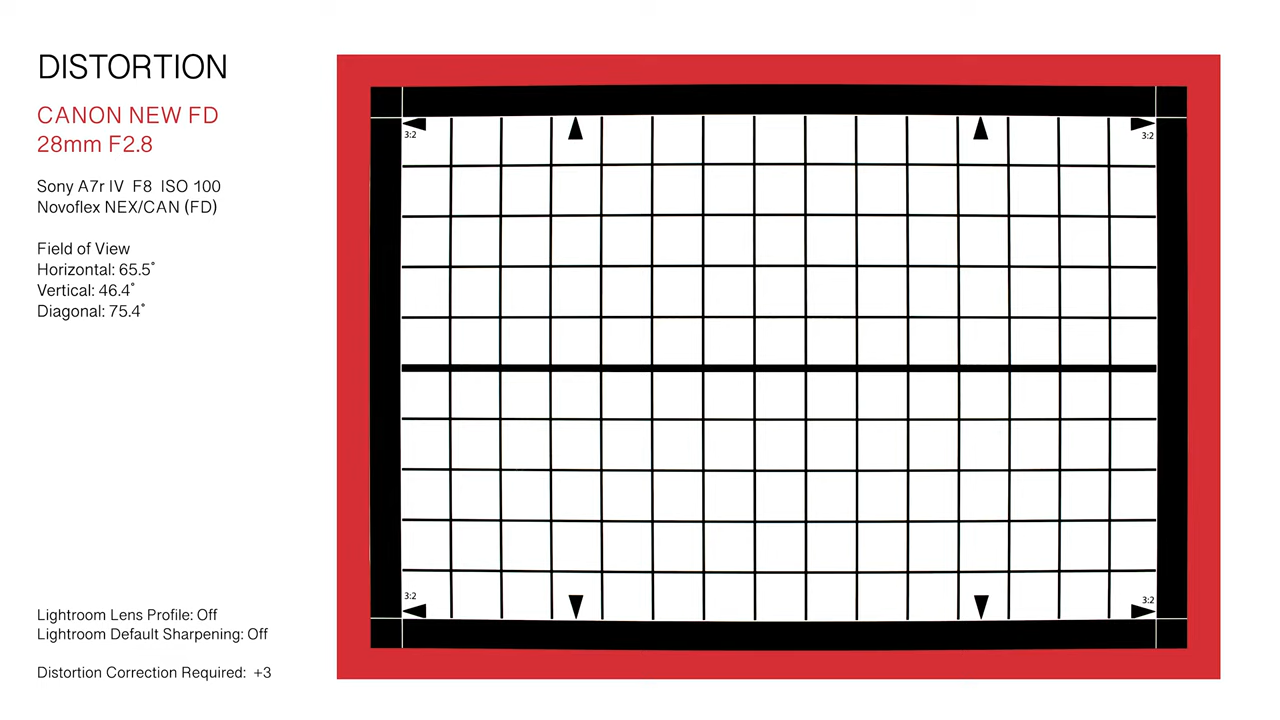 DISTORTION
CANON NEW FD
28mm F2.8
Sony A7r IV  F8  ISO 100
Novoflex NEX/CAN (FD)
Field of View
Horizontal: 65.5˚
Vertical: 46.4˚
Diagonal: 75.4˚
3:2
3:2
3:2
3:2
Lightroom Lens Profile: Off
Lightroom Default Sharpening: Off
Distortion Correction Required:  +3